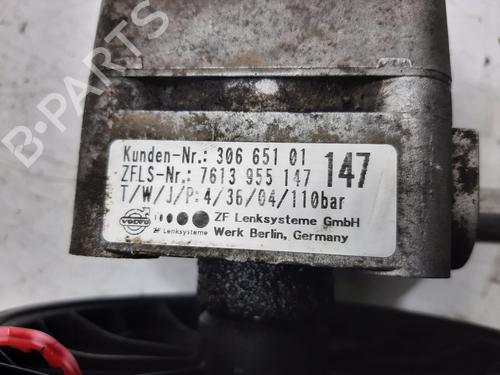 Kunden-Nr.: 306 651 01
147
ZFLS-Nr.: 7613 955 147
T/W/J/P: 4/36/04/110bar
VOLVO
ZF Lenksysteme
ZF Lenksysteme GmbH
Werk Berlin, Germany
B-PARTS